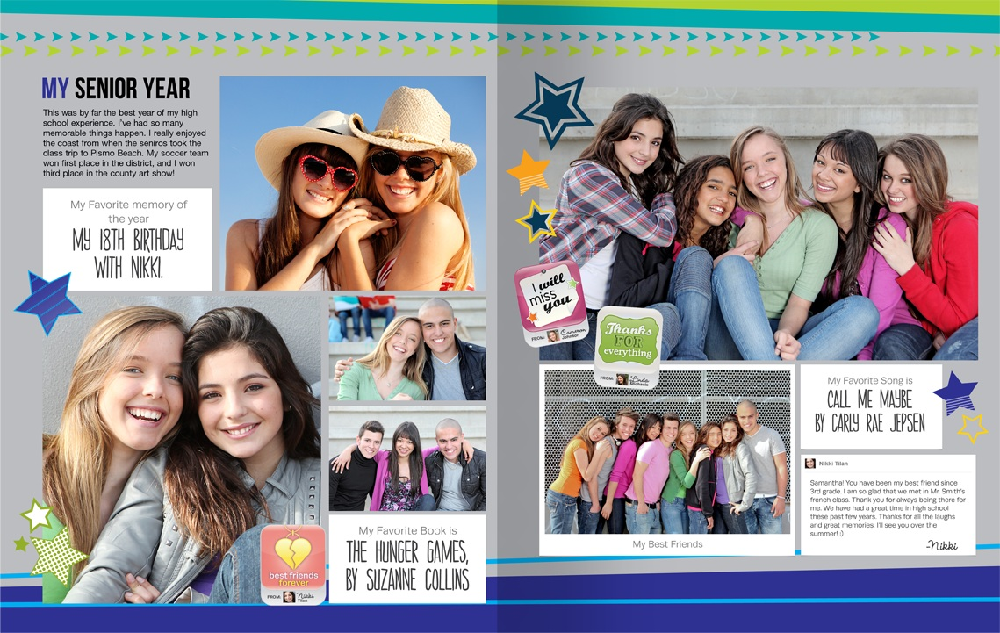 MY SENIOR YEAR
This was by far the best year of my high
school experience. I've had so many
memorable things happen. I really enjoyed
the coast from when the seniros took the
class trip to Pismo Beach. My soccer team
won first place in the district, and I won
third place in the county art show!
My Favorite memory of
the year
MY 18TH BIRTHDAY
WITH NIKKI.
best friends
forever
FROM: Nikki
Tilan
My Favorite Book is
THE HUNGER GAMES,
BY SUZANNE COLLINS
I will
miss
you
FROM: Cameron
Johnson
Thanks
FOR
everything
FROM: Linda
Michaels
My Best Friends
My Favorite Song is
CALL ME MAYBE
BY CARLY RAE JEPSEN
Nikki Tilan
Samantha! You have been my best friend since
3rd grade. I am so glad that we met in Mr. Smith's
french class. Thank you for always being there for
me. We have had a great time in high school
these past few years. Thanks for all the laughs
and great memories. I'll see you over the
summer! :)
-Nikki